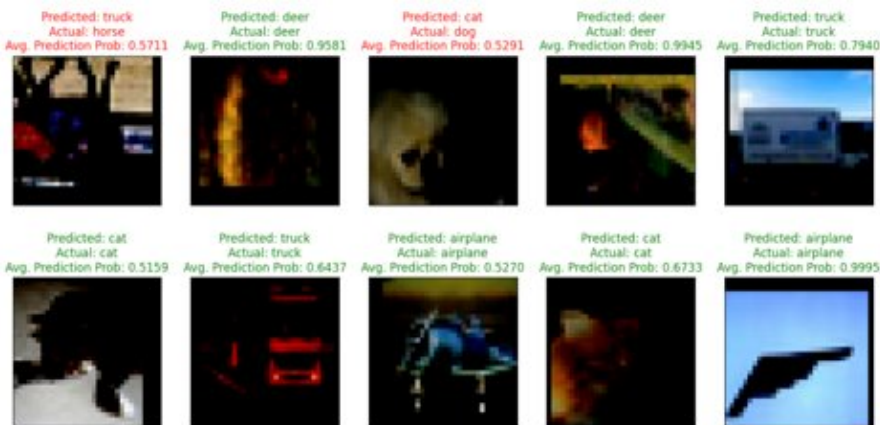 Predicted: truck
Actual: horse
Avg. Prediction Prob: 0.5711
Predicted: deer
Actual: deer
Avg. Prediction Prob: 0.9581
Predicted: cat
Actual: dog
Avg. Prediction Prob: 0.5291
Predicted: deer
Actual: deer
Avg. Prediction Prob: 0.9945
Predicted: truck
Actual: truck
Avg. Prediction Prob: 0.7940
Predicted: cat
Actual: cat
Avg. Prediction Prob: 0.5159
Predicted: truck
Actual: truck
Avg. Prediction Prob: 0.6437
Predicted: airplane
Actual: airplane
Avg. Prediction Prob: 0.5270
Predicted: cat
Actual: cat
Avg. Prediction Prob: 0.6733
Predicted: airplane
Actual: airplane
Avg. Prediction Prob: 0.9995